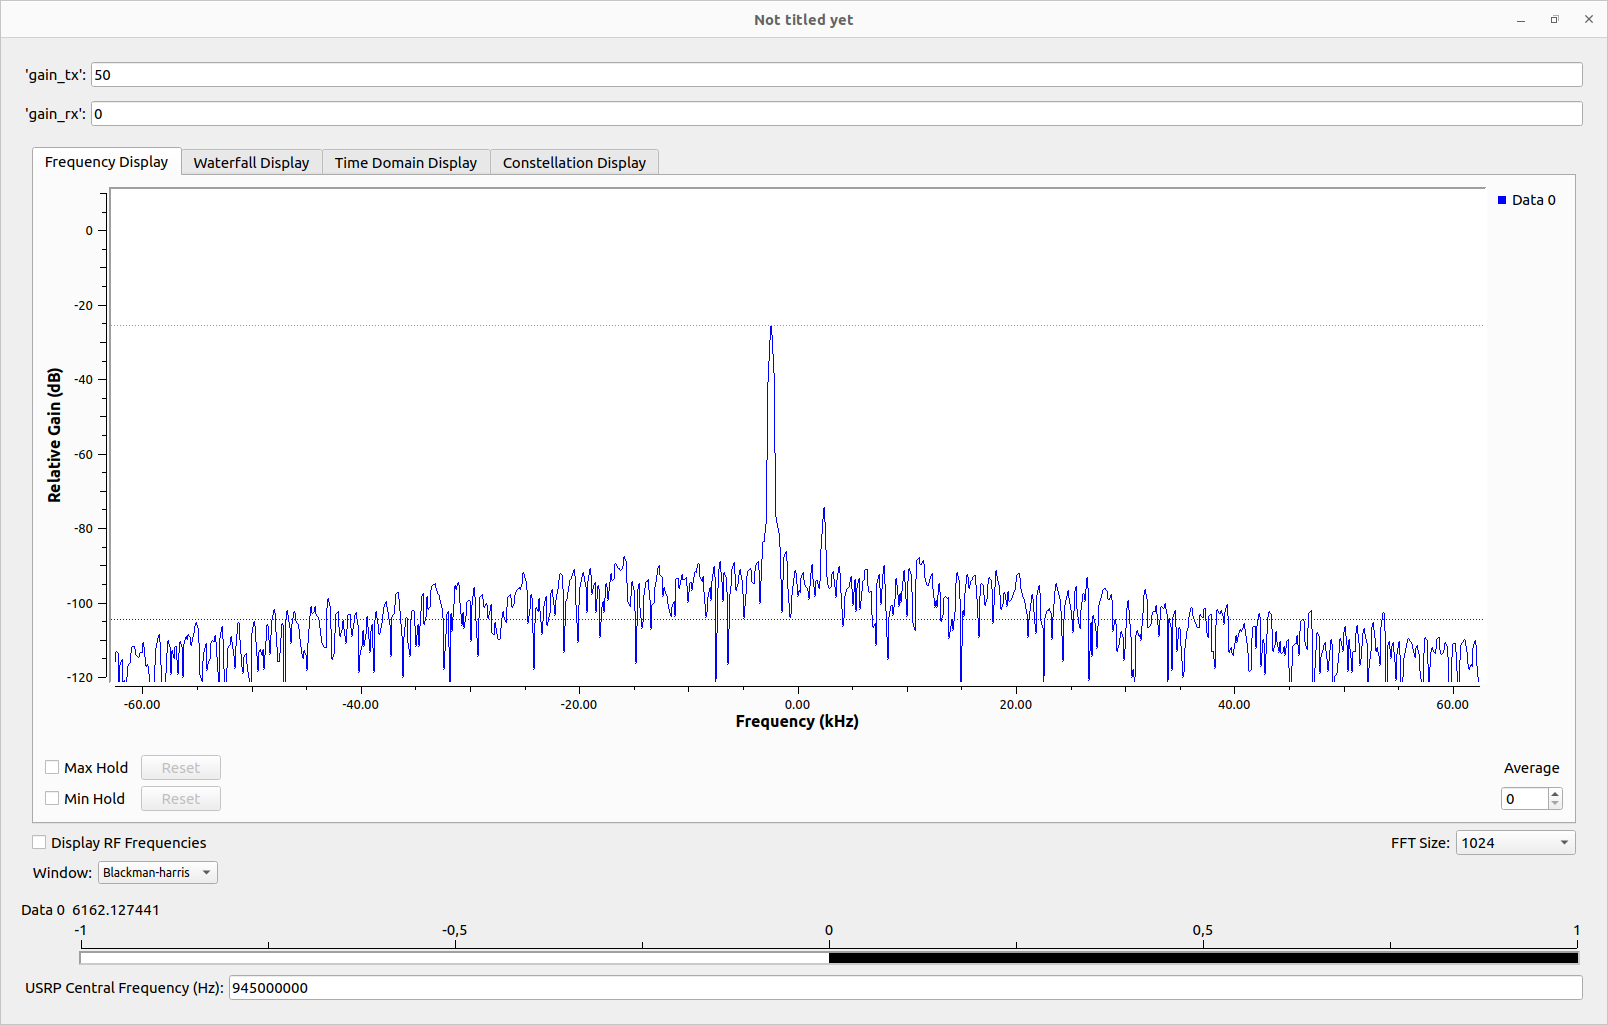 Not titled yet
'gain_tx': 50
'gain_rx': 0
Frequency Display Waterfall Display Time Domain Display Constellation Display
Data 0
0
-20
-40
-60
-80
-100
-120
Relative Gain (dB)
-60.00 -40.00 -20.00 0.00 20.00 40.00 60.00
Frequency (kHz)
Max Hold Reset
Min Hold Reset
Average
0
Display RF Frequencies
FFT Size: 1024
Window: Blackman-harris
Data 0 6162.127441
-1 -0,5 0 0,5 1
USRP Central Frequency (Hz): 945000000